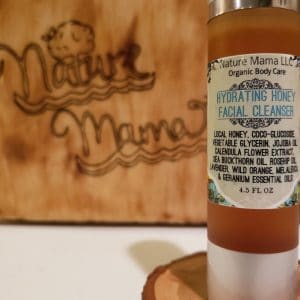 Nature
Mama
Nature Mama LLC
Organic Body Care
HYDRATING HONEY
FACIAL CLEANSER
LOCAL HONEY, COCO-GLUCOSIDE,
VEGETABLE GLYCERIN, JOJOBA OIL,
CALENDULA FLOWER EXTRACT,
SEA BUCKTHORN OIL, ROSEHIP OIL,
LAVENDER, WILD ORANGE, MELALEUCA,
& GERANIUM ESSENTIAL OILS
4.5 FL OZ